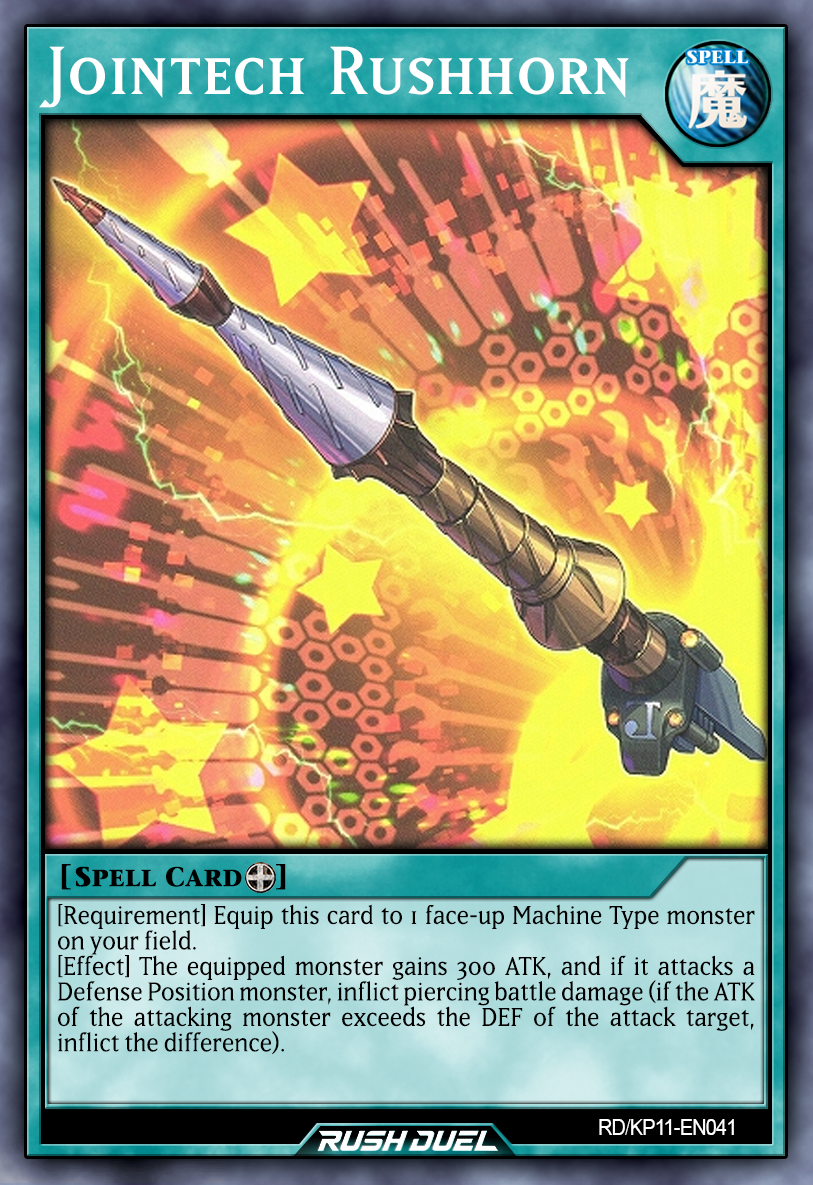 Jointech Rushhorn
SPELL
魔
[Spell Card]
[Requirement] Equip this card to 1 face-up Machine Type monster
on your field.
[Effect] The equipped monster gains 300 ATK, and if it attacks a
Defense Position monster, inflict piercing battle damage (if the ATK
of the attacking monster exceeds the DEF of the attack target,
inflict the difference).
RD/KP11-EN041
RUSH DUEL
J